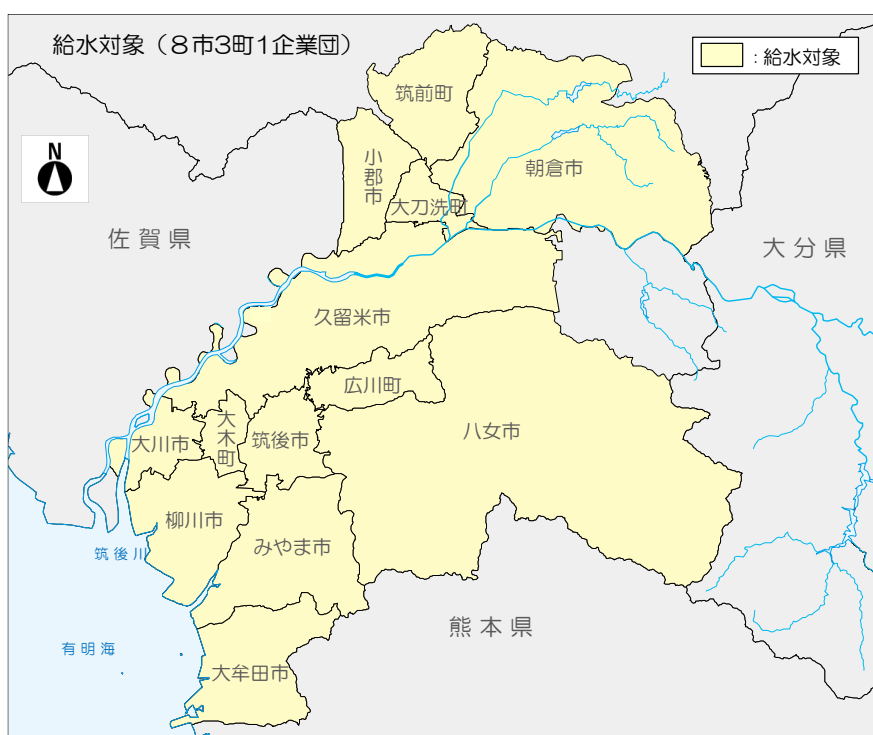 給水対象（8市3町1企業団）
：給水対象
N
筑前町
小郡市
朝倉市
大刀洗町
佐賀県
大分県
久留米市
広川町
大川市
大木町
筑後市
八女市
柳川市
みやま市
筑後川
熊本県
有明海
大牟田市